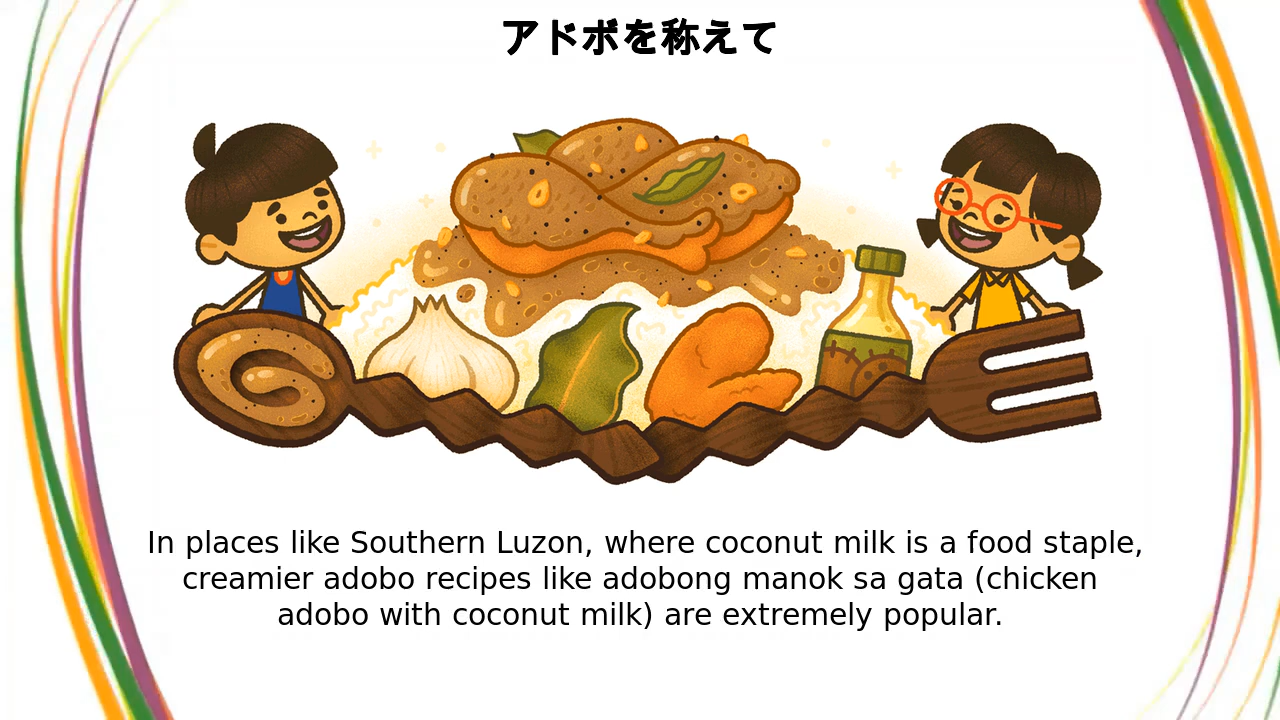 アドボを称えて
In places like Southern Luzon, where coconut milk is a food staple,
creamier adobo recipes like adobong manok sa gata (chicken
adobo with coconut milk) are extremely popular.